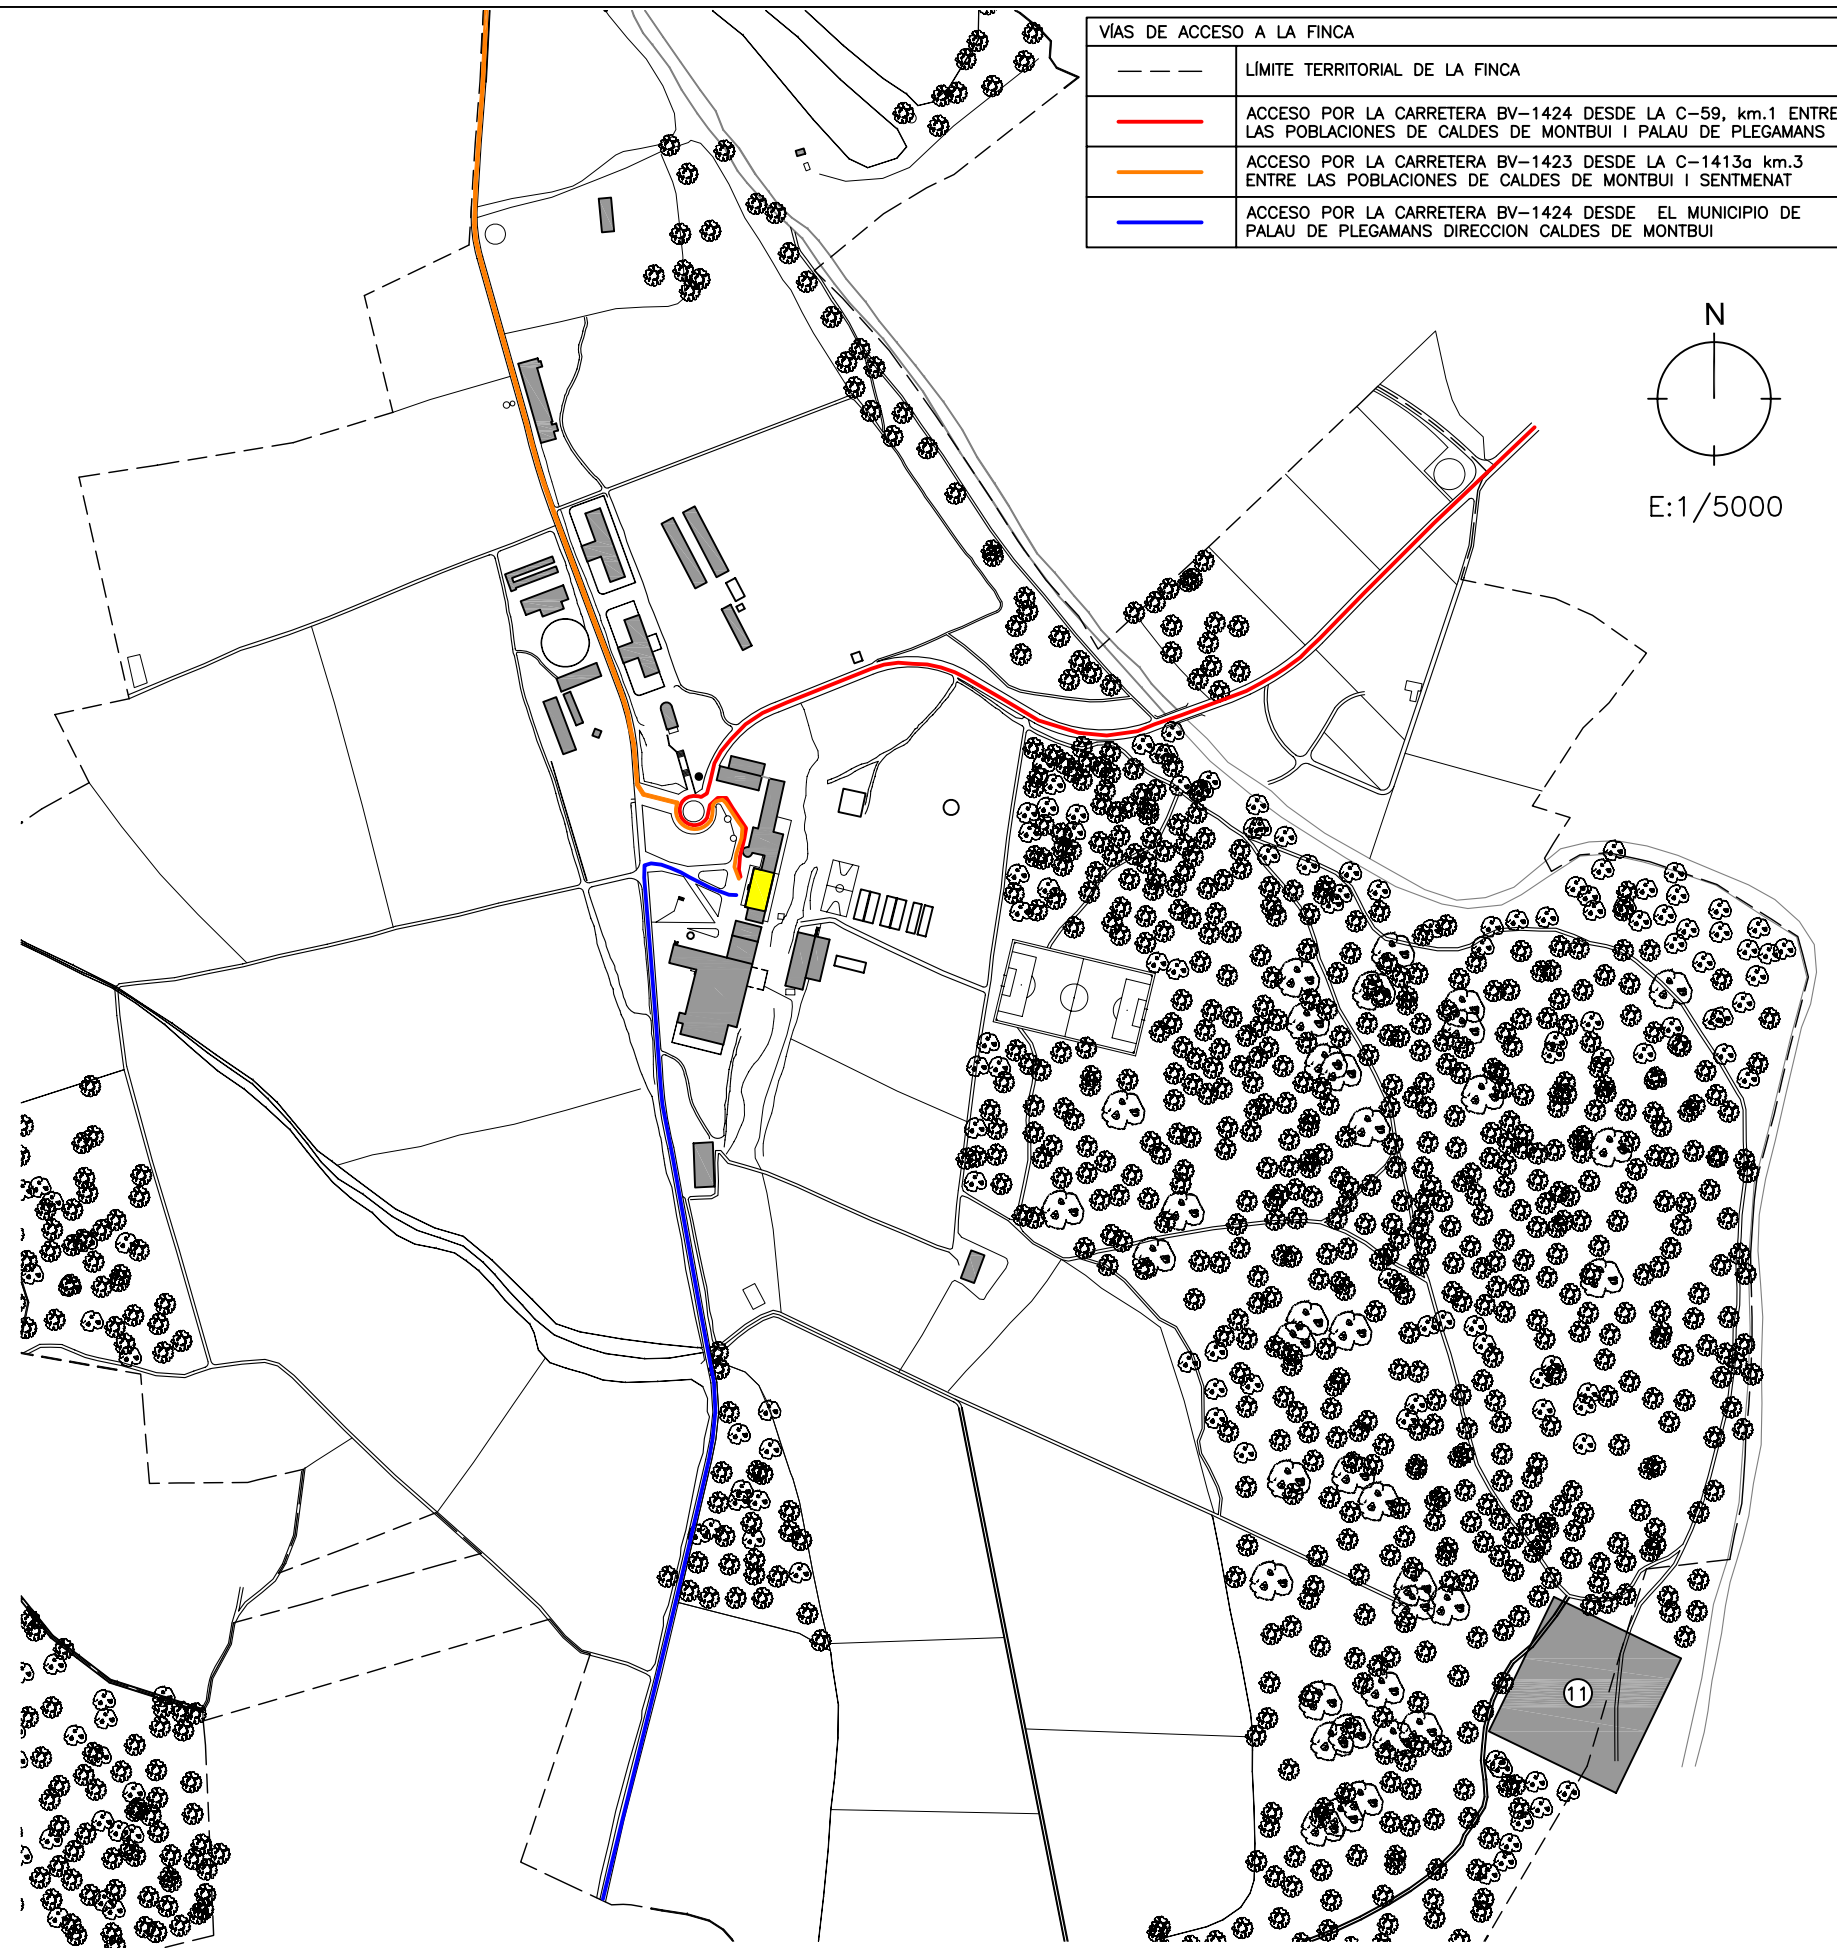 VÍAS DE ACCESO A LA FINCA
LÍMITE TERRITORIAL DE LA FINCA
ACCESO POR LA CARRETERA BV-1424 DESDE LA C-59, km.1 ENTRE
LAS POBLACIONES DE CALDES DE MONTBUI I PALAU DE PLEGAMANS
ACCESO POR LA CARRETERA BV-1423 DESDE LA C-1413a km.3
ENTRE LAS POBLACIONES DE CALDES DE MONTBUI I SENTMENAT
ACCESO POR LA CARRETERA BV-1424 DESDE EL MUNICIPIO DE
PALAU DE PLEGAMANS DIRECCION CALDES DE MONTBUI
N
E:1/5000
11